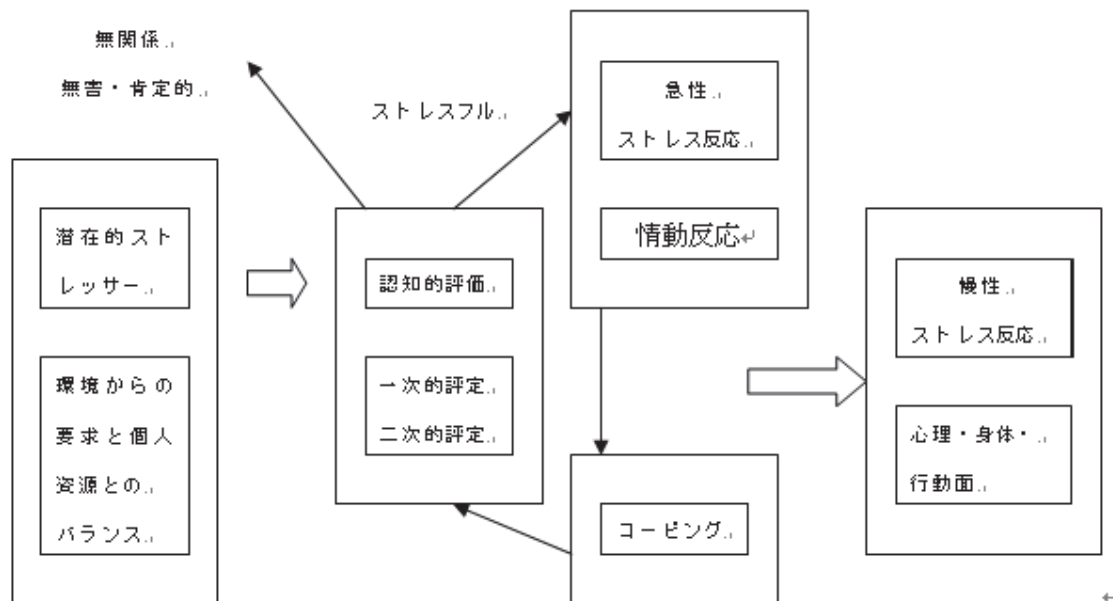 無関係
無害・肯定的
ストレスフル
急性
ストレス反応
情動反応
潜在的スト
レッサー
環境からの
要求と個人
資源との
バランス
認知的評価
一次的評定
二次的評定
コーピング
慢性
ストレス反応
心理・身体・
行動面